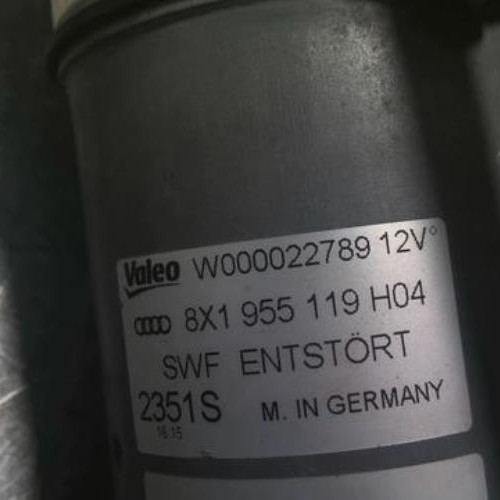 Valeo W000022789 12V°
8X1 955 119 H04
SWF ENTSTÖRT
2351S M. IN GERMANY
16.15